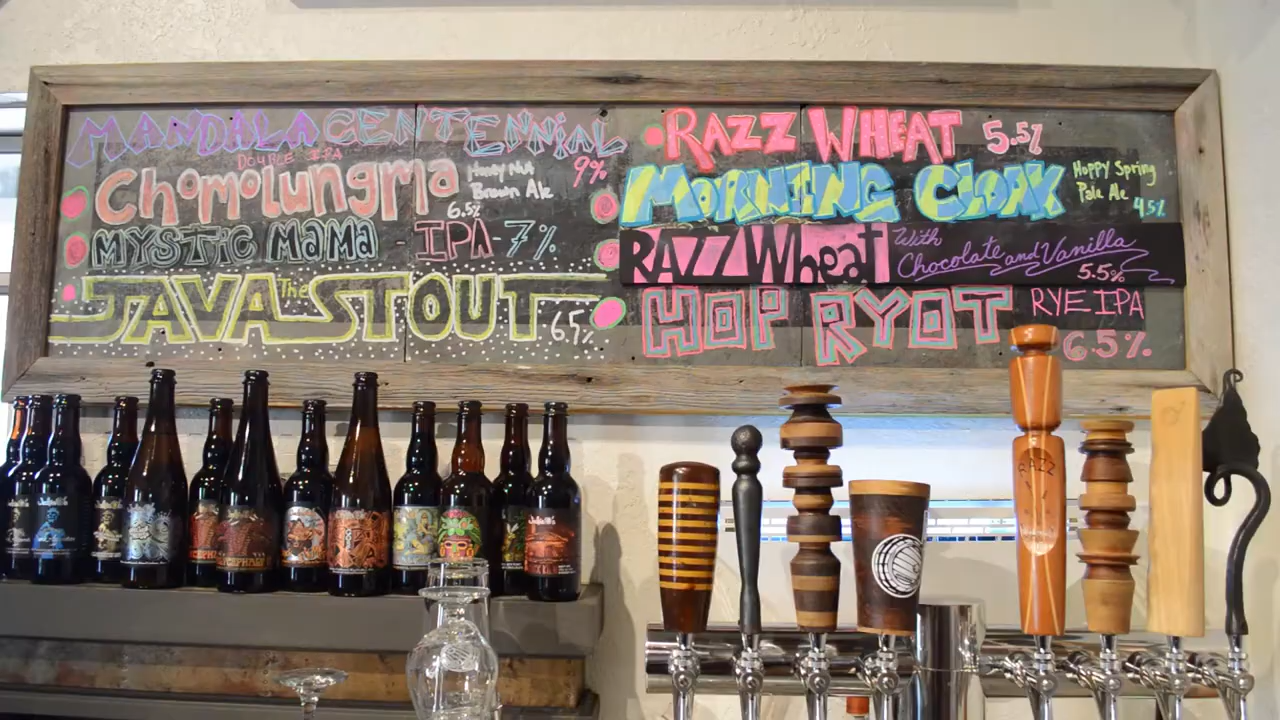 MANDALA CENTENNIAL
DOUBLE IPA
9%
Chomolungma
Honey Nut
Brown Ale
6.5%
MYSTIC MAMA - IPA - 7%
The
JAVA STOUT
6.5%
RAZZ WHEAT 5.5%
MORNING CLOAK
Hoppy Spring
Pale Ale
4.5%
RAZZ Wheat
With
Chocolate and Vanilla
5.5%
HOP RYOT
RYE IPA
6.5%
RAZZ